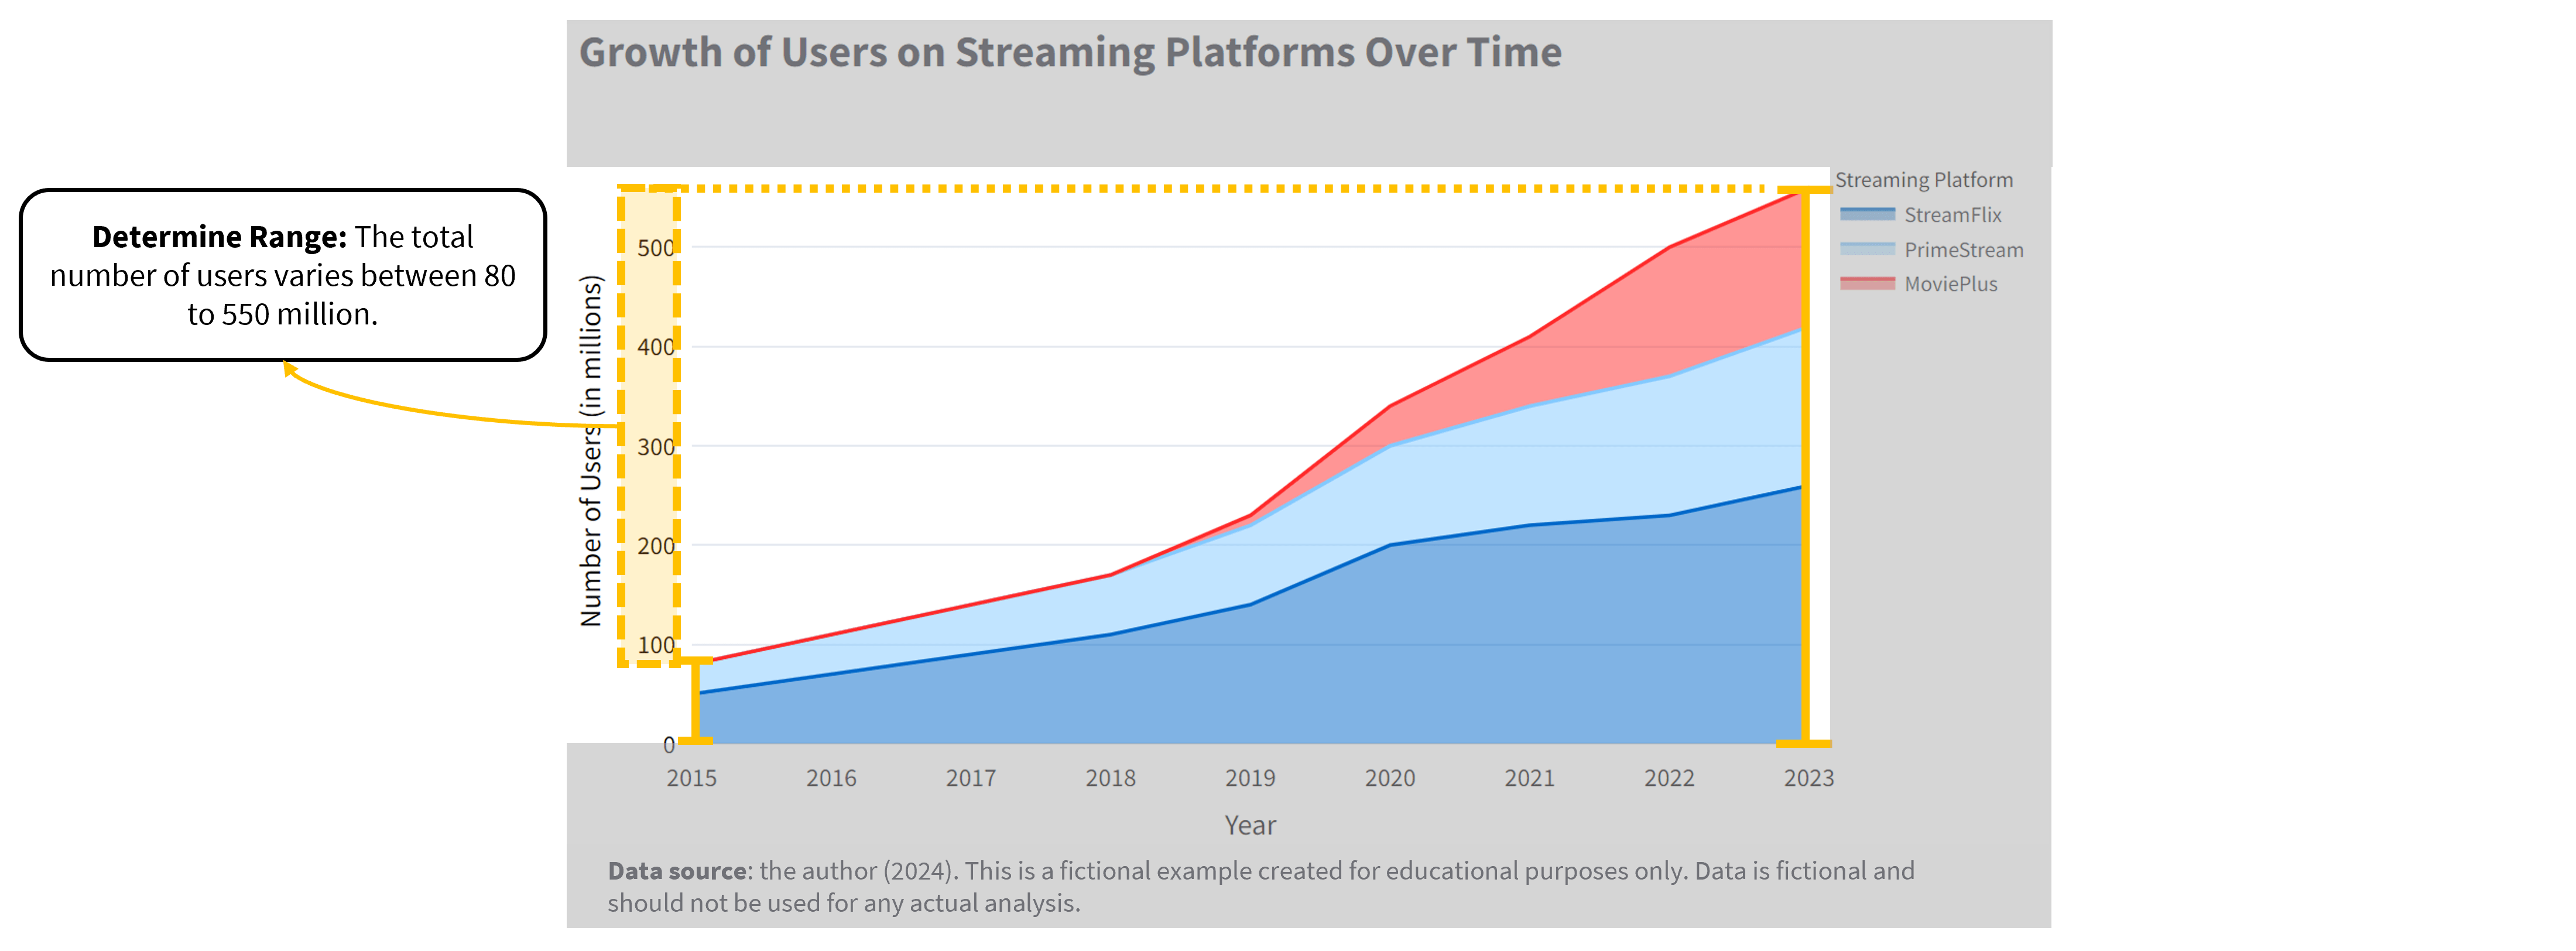 Growth of Users on Streaming Platforms Over Time
Determine Range: The total
number of users varies between 80
to 550 million.
Number of Users (in millions)
500
400
300
200
100
0
2015 2016 2017 2018 2019 2020 2021 2022 2023
Year
Streaming Platform
StreamFlix
PrimeStream
MoviePlus
Data source: the author (2024). This is a fictional example created for educational purposes only. Data is fictional and
should not be used for any actual analysis.